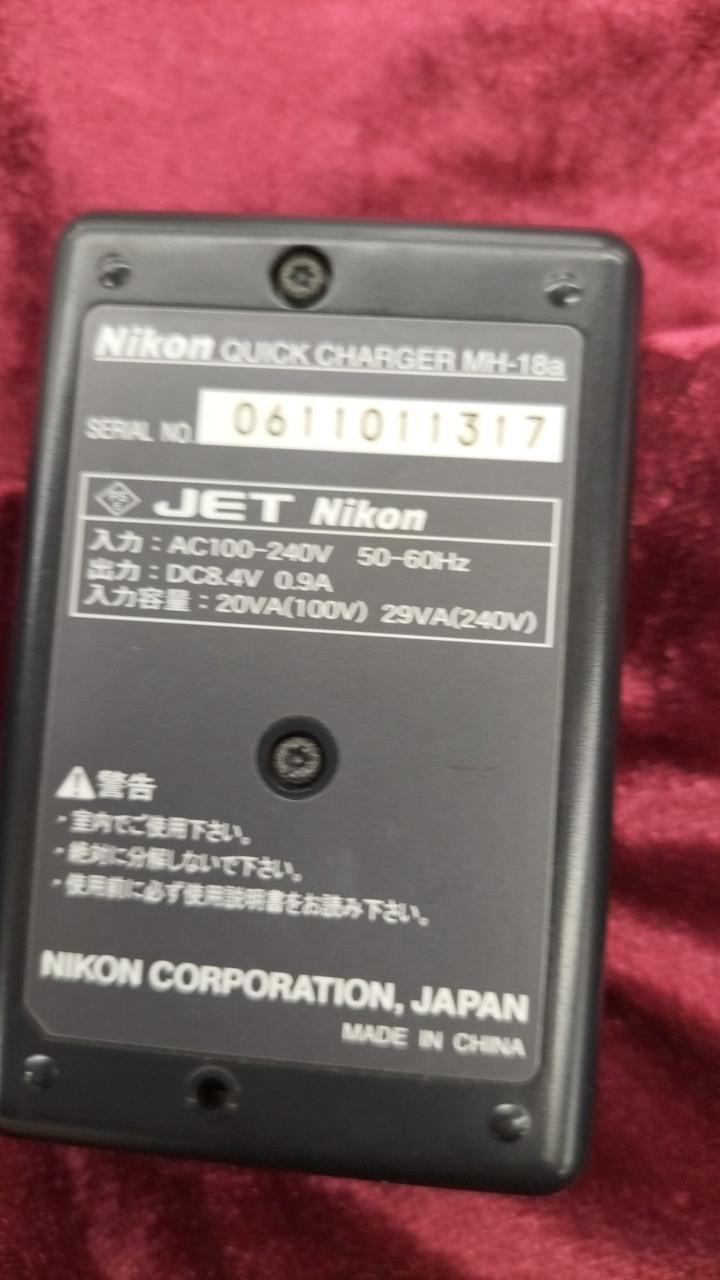 Nikon QUICK CHARGER MH-18a
SERIAL NO. 0611011317
PS E JET Nikon
入力：AC100-240V 50-60Hz
出力：DC8.4V 0.9A
入力容量：20VA(100V) 29VA(240V)
警告
・室内でご使用下さい。
・絶対に分解しないで下さい。
・使用前に必ず使用説明書をお読み下さい。
NIKON CORPORATION, JAPAN
MADE IN CHINA